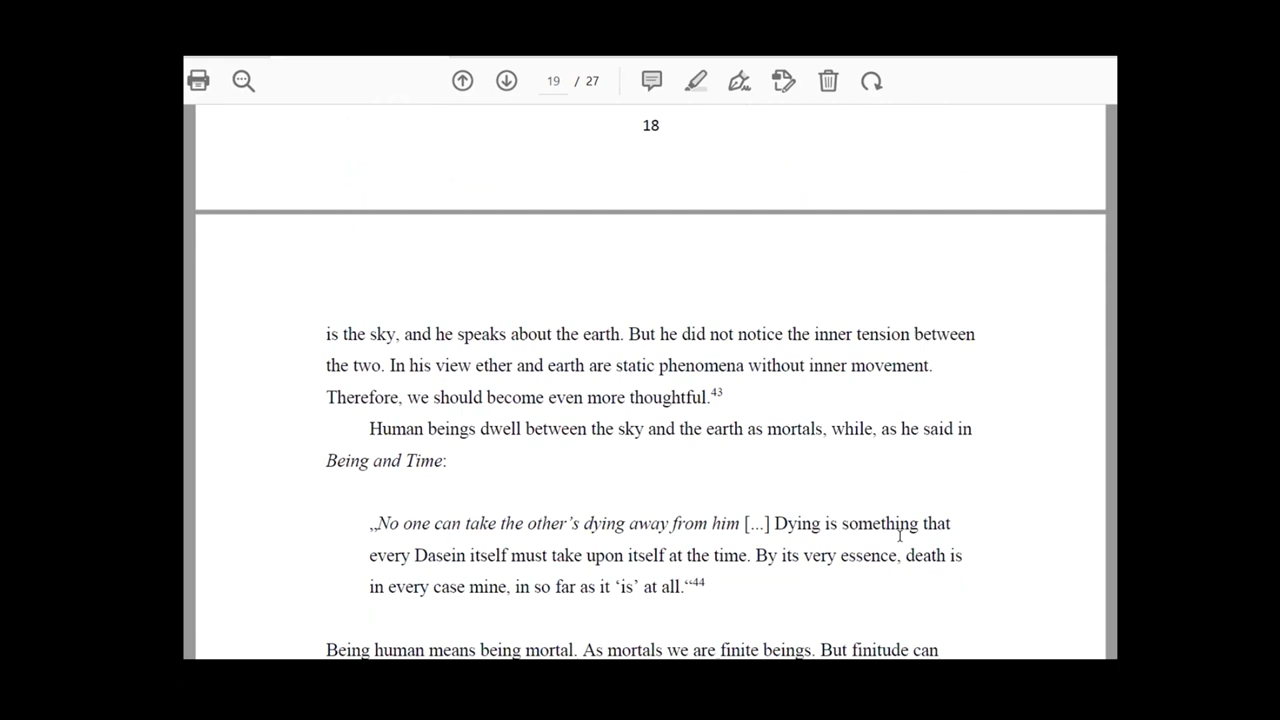 19 / 27
18
is the sky, and he speaks about the earth. But he did not notice the inner tension between
the two. In his view ether and earth are static phenomena without inner movement.
Therefore, we should become even more thoughtful.43
Human beings dwell between the sky and the earth as mortals, while, as he said in
Being and Time:
„No one can take the other’s dying away from him [...] Dying is something that
every Dasein itself must take upon itself at the time. By its very essence, death is
in every case mine, in so far as it ‘is’ at all.“44
Being human means being mortal. As mortals we are finite beings. But finitude can